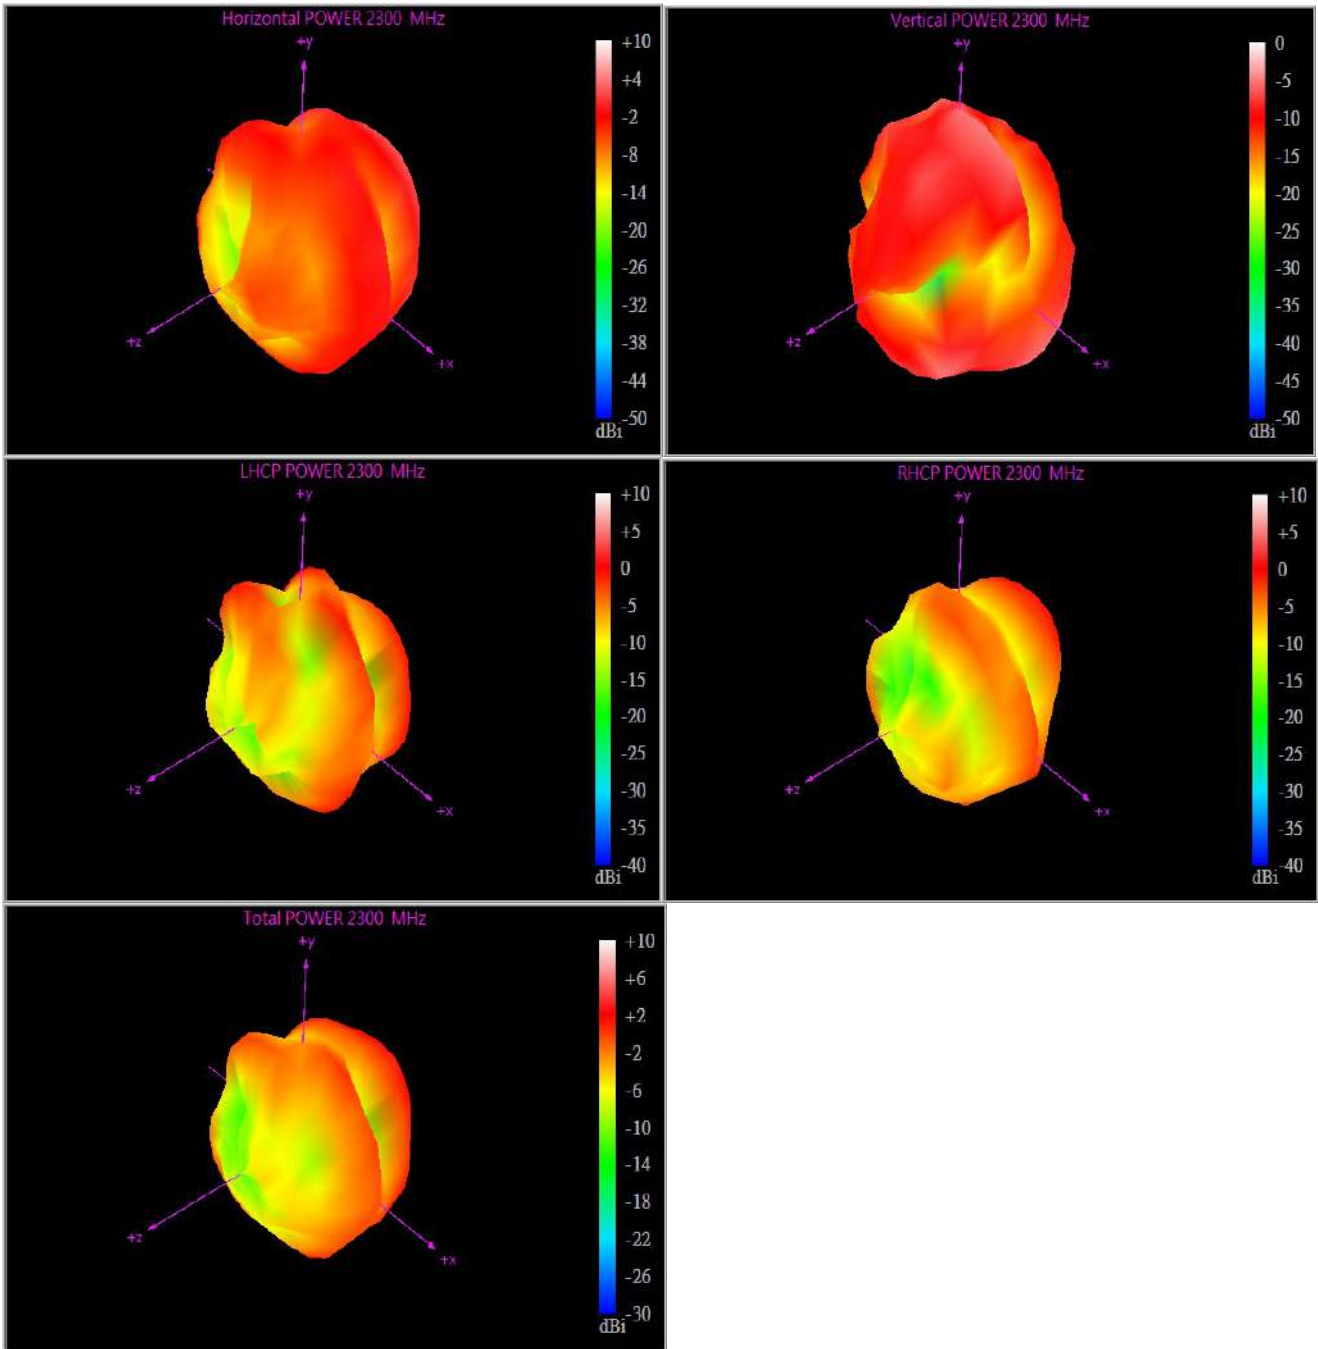 Horizontal POWER 2300 MHz
+y
+z
+x
+10
+4
-2
-8
-14
-20
-26
-32
-38
-44
-50
dBi
Vertical POWER 2300 MHz
+y
+z
+x
0
-5
-10
-15
-20
-25
-30
-35
-40
-45
-50
dBi
LHCP POWER 2300 MHz
+y
+z
+x
+10
+5
0
-5
-10
-15
-20
-25
-30
-35
-40
dBi
RHCP POWER 2300 MHz
+y
+z
+x
+10
+5
0
-5
-10
-15
-20
-25
-30
-35
-40
dBi
Total POWER 2300 MHz
+y
+z
+x
+10
+6
+2
-2
-6
-10
-14
-18
-22
-26
-30
dBi